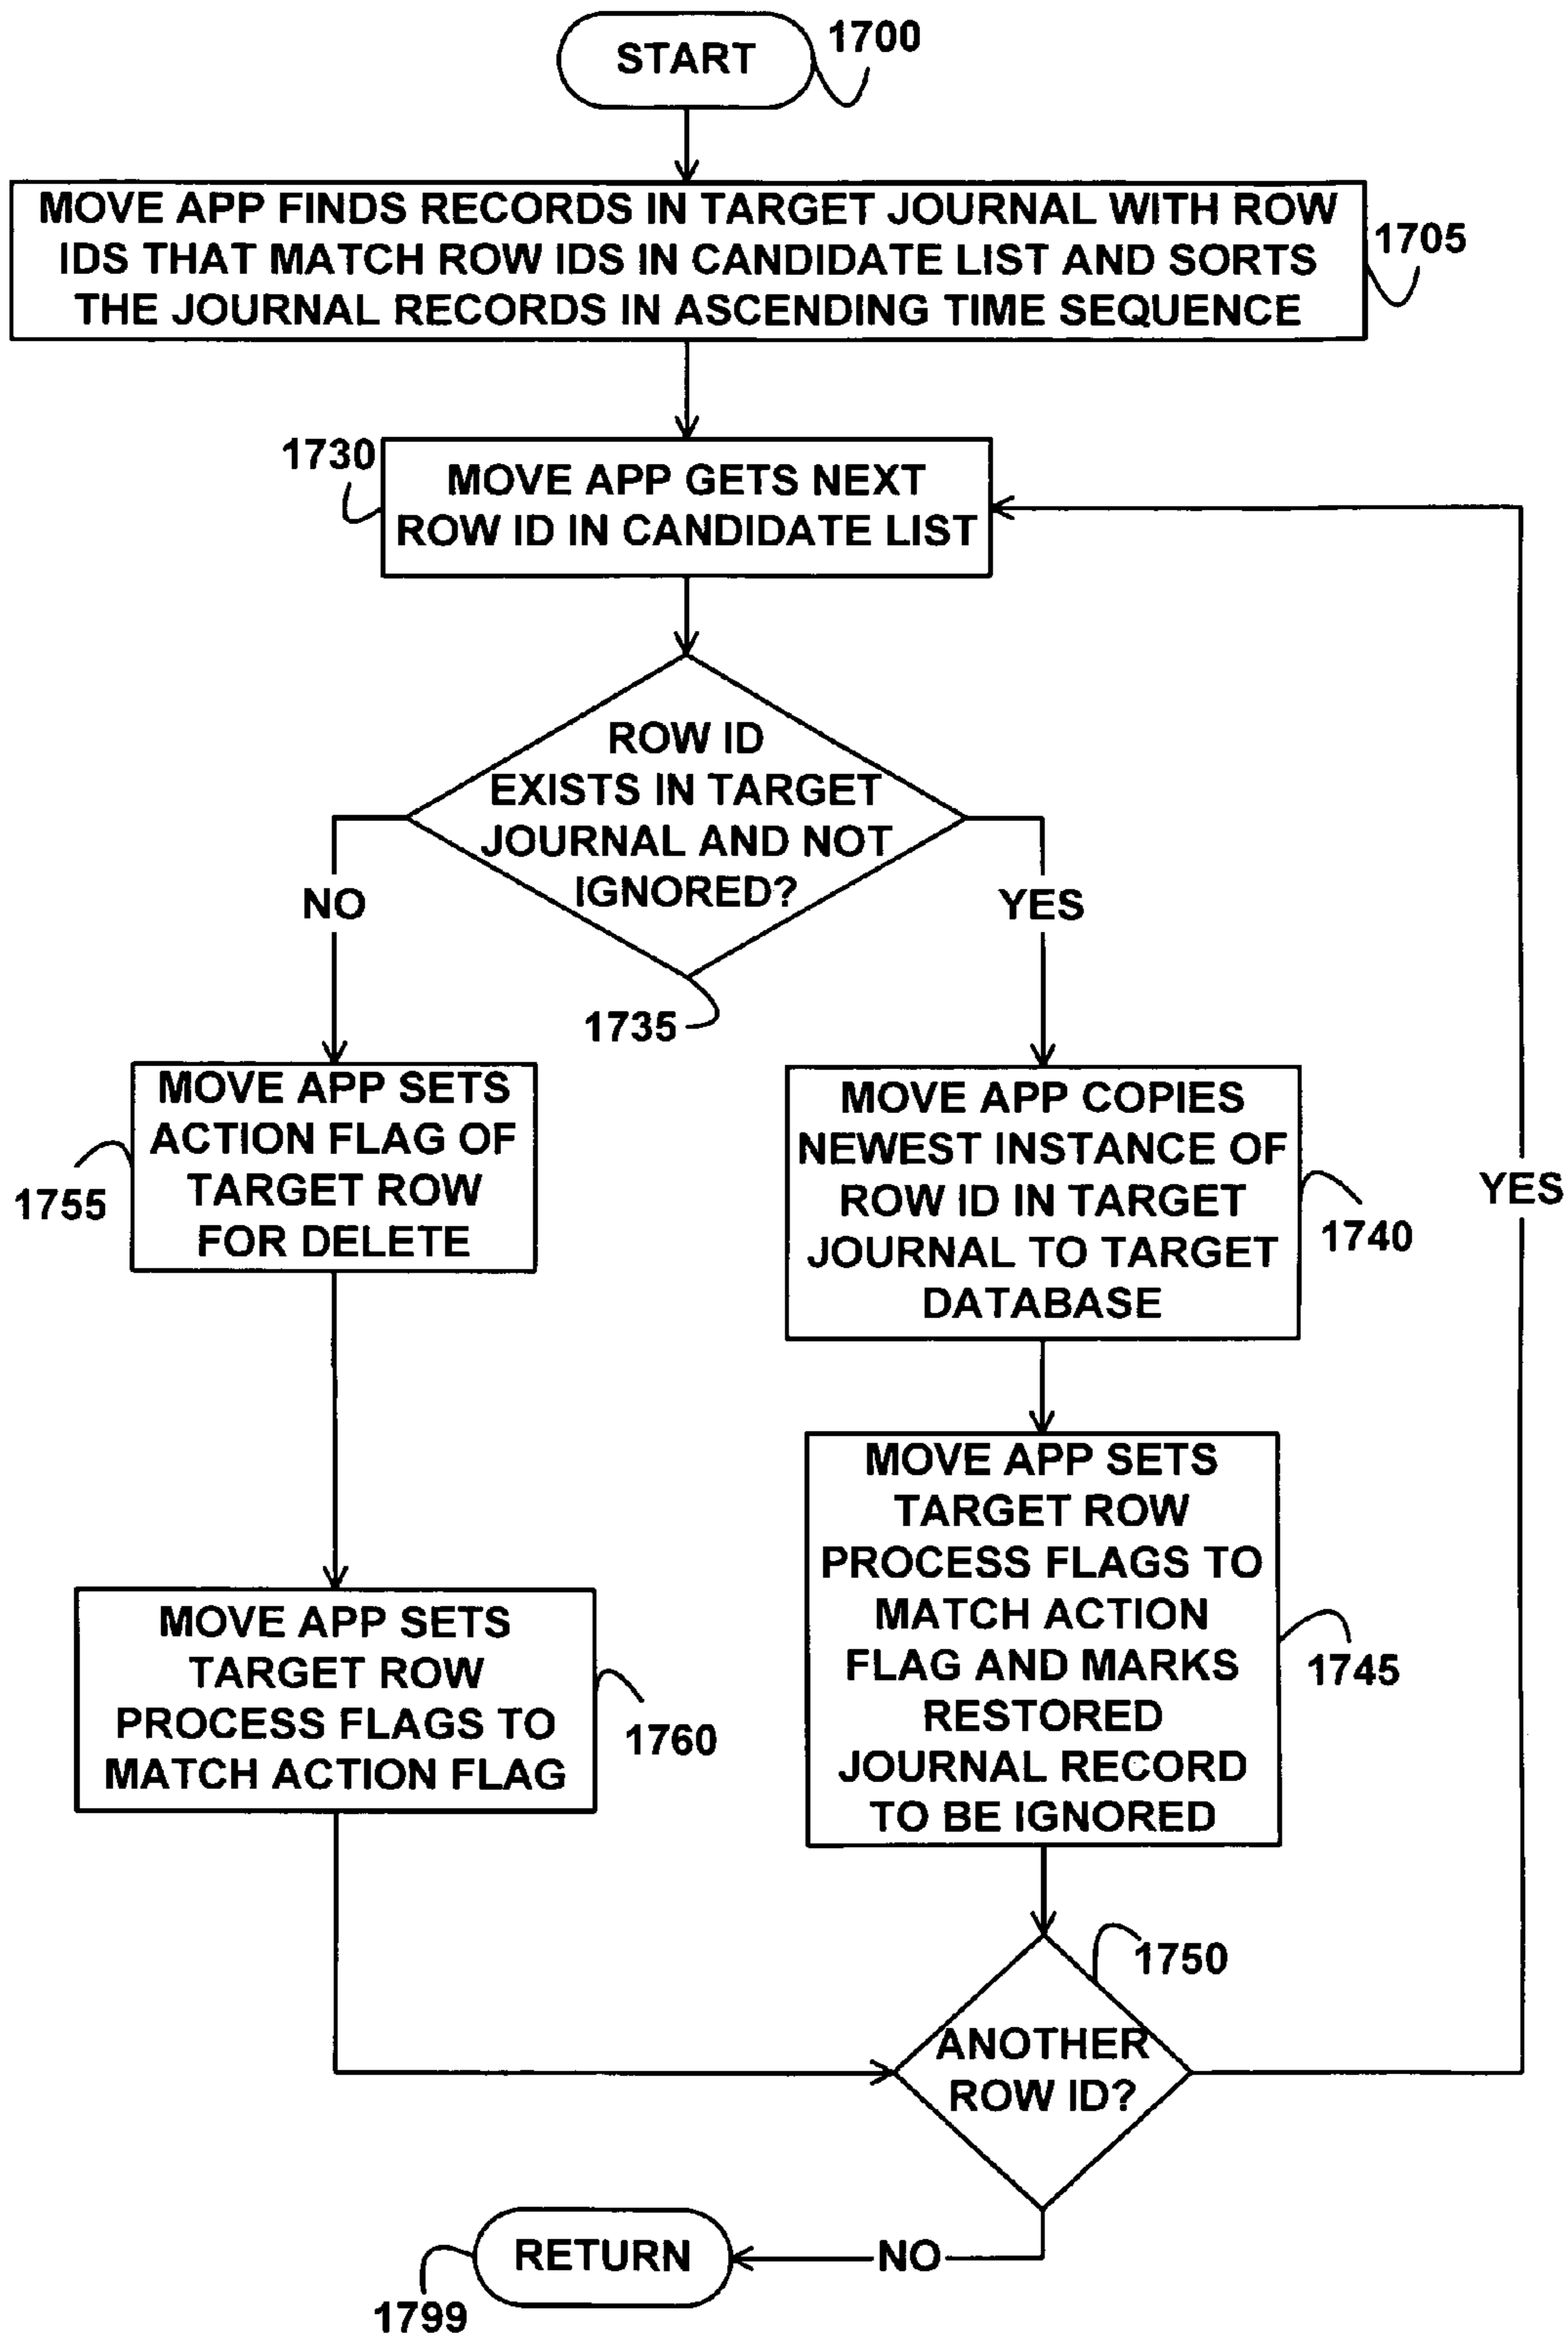 START
1700
MOVE APP FINDS RECORDS IN TARGET JOURNAL WITH ROW
IDS THAT MATCH ROW IDS IN CANDIDATE LIST AND SORTS
THE JOURNAL RECORDS IN ASCENDING TIME SEQUENCE
1705
1730
MOVE APP GETS NEXT
ROW ID IN CANDIDATE LIST
ROW ID
EXISTS IN TARGET
JOURNAL AND NOT
IGNORED?
NO
YES
1735
MOVE APP SETS
ACTION FLAG OF
TARGET ROW
FOR DELETE
1755
MOVE APP COPIES
NEWEST INSTANCE OF
ROW ID IN TARGET
JOURNAL TO TARGET
DATABASE
1740
YES
MOVE APP SETS
TARGET ROW
PROCESS FLAGS TO
MATCH ACTION FLAG
1760
MOVE APP SETS
TARGET ROW
PROCESS FLAGS TO
MATCH ACTION
FLAG AND MARKS
RESTORED
JOURNAL RECORD
TO BE IGNORED
1745
1750
ANOTHER
ROW ID?
NO
RETURN
1799